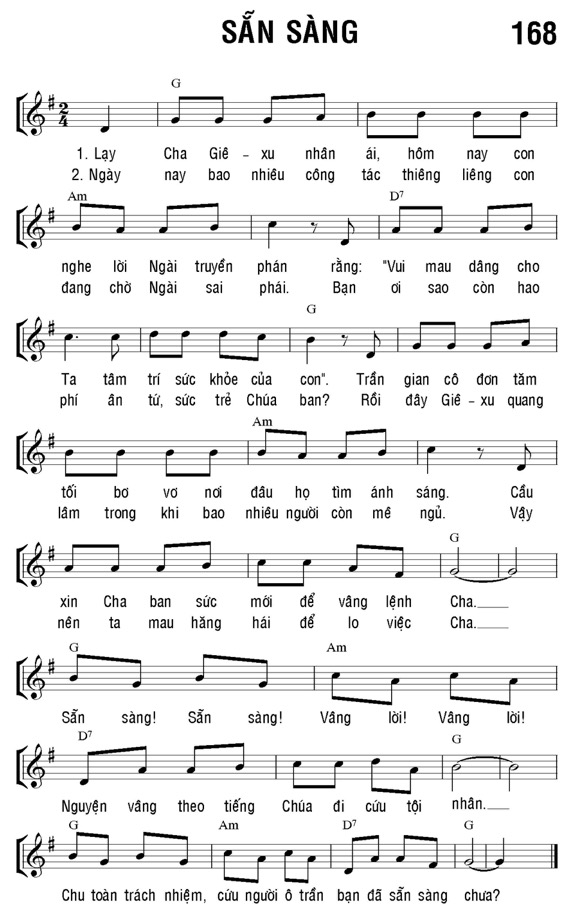 SẴN SÀNG 168
G
1. Lạy Cha Giê-xu nhân ái, hôm nay con
2. Ngày nay bao nhiêu công tác thiêng liêng con
Am D7
nghe lời Ngài truyền phán rằng: "Vui mau dâng cho
đang chờ Ngài sai phái. Bạn ơi sao còn hao
G
Ta tâm trí sức khỏe của con". Trần gian cô đơn tăm
phí ân tứ, sức trẻ Chúa ban? Rồi đây Giê-xu quang
Am
tối bơ vơ nơi đâu họ tìm ánh sáng. Cầu
lâm trong khi bao nhiêu người còn mê ngủ. Vậy
G
xin Cha ban sức mới để vâng lệnh Cha.
nên ta mau hăng hái để lo việc Cha.
G Am
Sẵn sàng! Sẵn sàng! Vâng lời! Vâng lời!
D7 G
Nguyện vâng theo tiếng Chúa đi cứu tội nhân.
G Am D7 G
Chu toàn trách nhiệm, cứu người ô trần bạn đã sẵn sàng chưa?